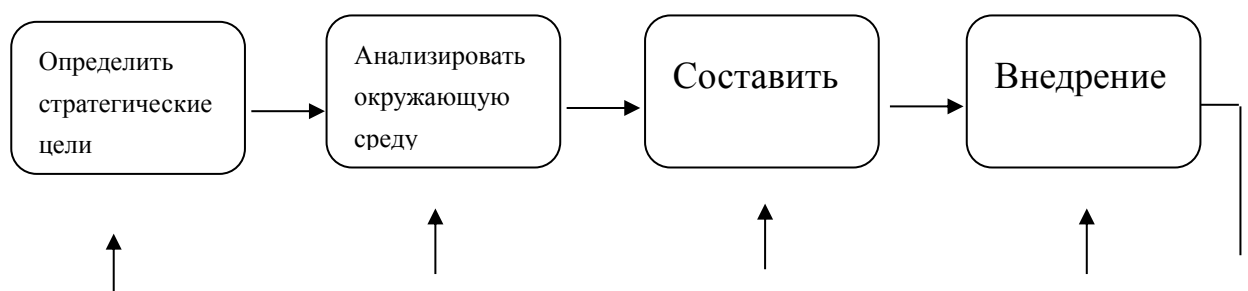 Определить
стратегические
цели
Анализировать
окружающую
среду
Составить
Внедрение